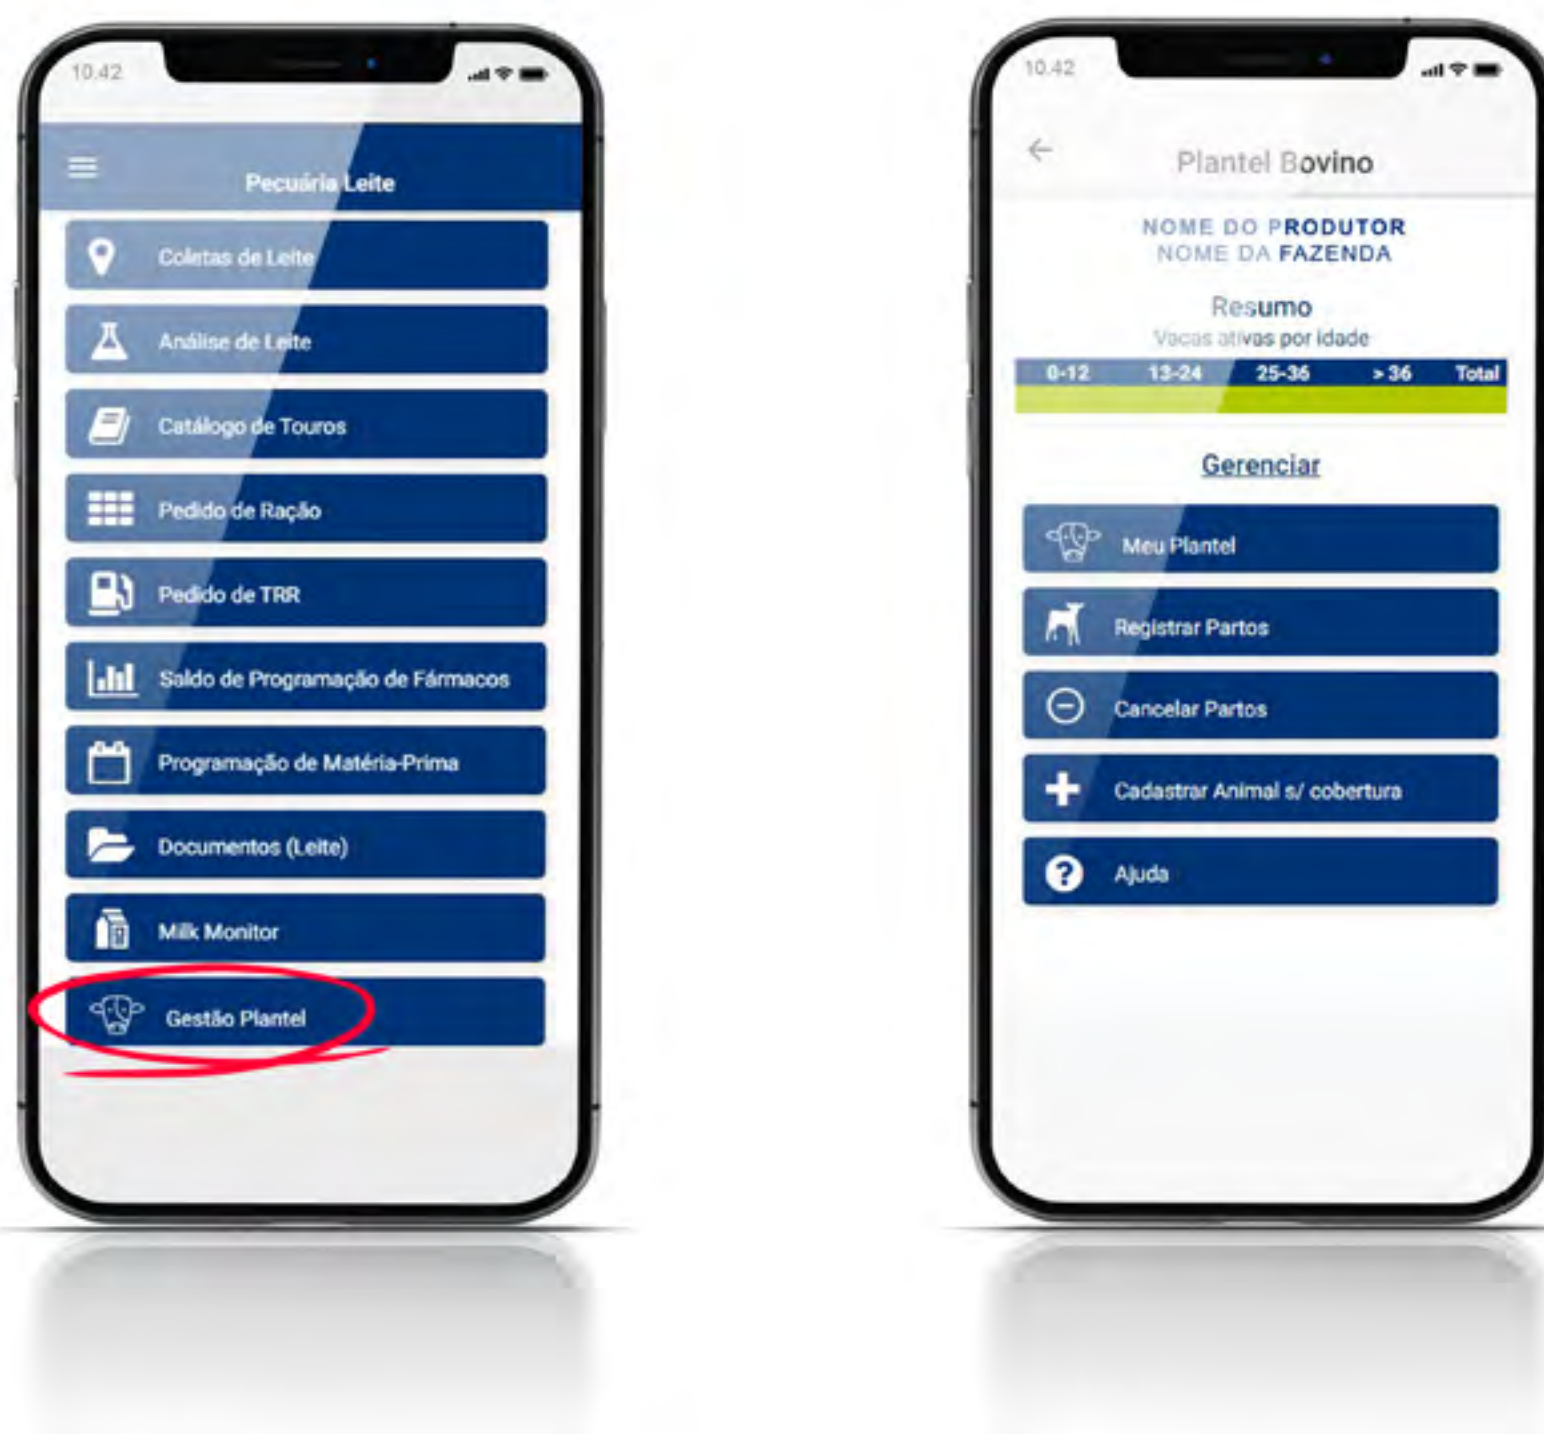 10.42
Pecuária Leite
Coletas de Leite
Análise de Leite
Catálogo de Touros
Pedido de Ração
Pedido de TRR
Saldo de Programação de Fármacos
Programação de Matéria-Prima
Documentos (Leite)
Milk Monitor
Gestão Plantel
10.42
Plantel Bovino
NOME DO PRODUTOR
NOME DA FAZENDA
Resumo
Vacas ativas por idade
0-12 13-24 25-36 > 36 Total
Gerenciar
Meu Plantel
Registrar Partos
Cancelar Partos
Cadastrar Animal s/ cobertura
Ajuda